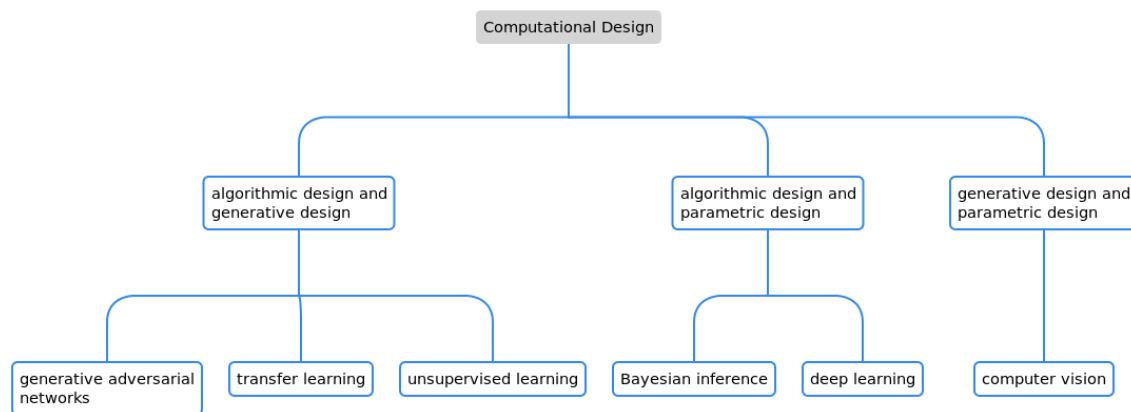 Computational Design
algorithmic design and
generative design
algorithmic design and
parametric design
generative design and
parametric design
generative adversarial
networks
transfer learning
unsupervised learning
Bayesian inference
deep learning
computer vision